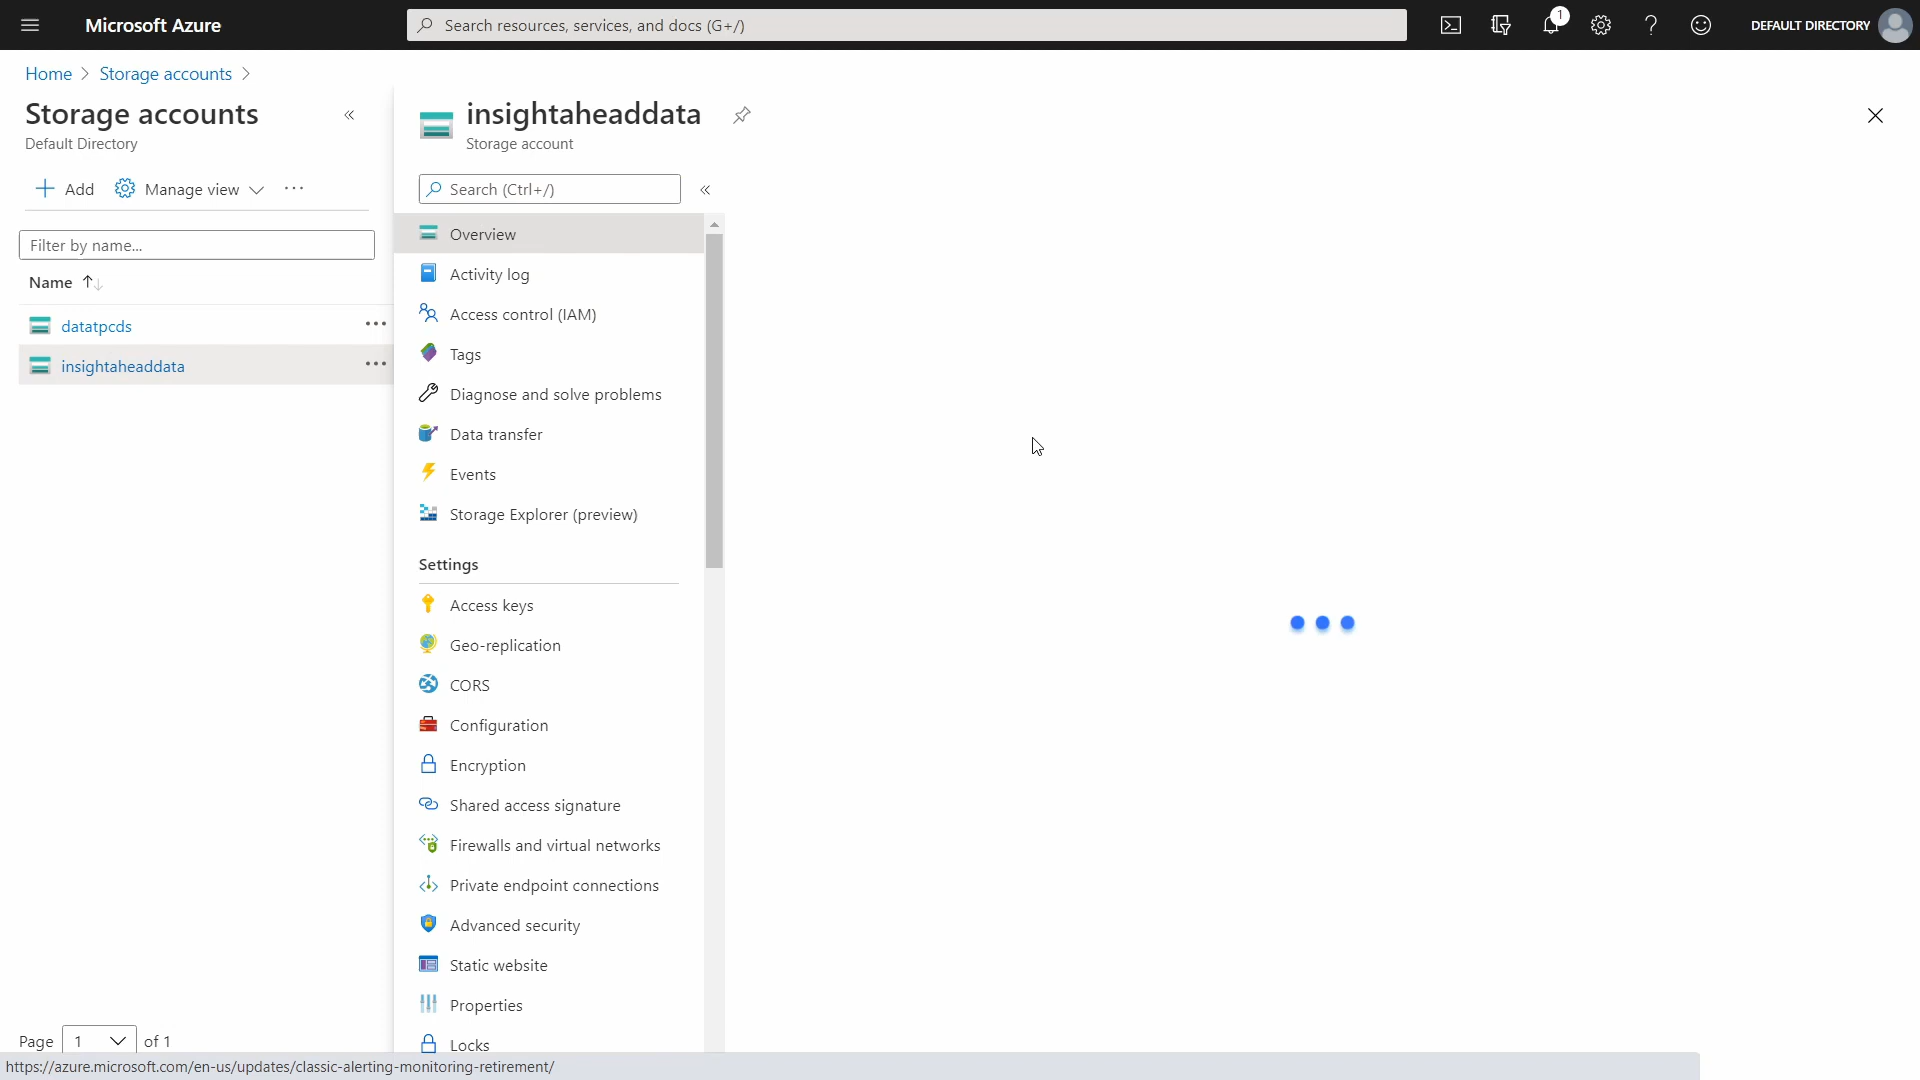 Microsoft Azure
Search resources, services, and docs (G+/)
1
DEFAULT DIRECTORY
Home > Storage accounts >
Storage accounts
Default Directory
Add Manage view ...
Filter by name...
Name
datatpcds ...
insightaheaddata ...
Page 1 of 1
insightaheaddata
Storage account
Search (Ctrl+/)
Overview
Activity log
Access control (IAM)
Tags
Diagnose and solve problems
Data transfer
Events
Storage Explorer (preview)
Settings
Access keys
Geo-replication
CORS
Configuration
Encryption
Shared access signature
Firewalls and virtual networks
Private endpoint connections
Advanced security
Static website
Properties
Locks
https://azure.microsoft.com/en-us/updates/classic-alerting-monitoring-retirement/